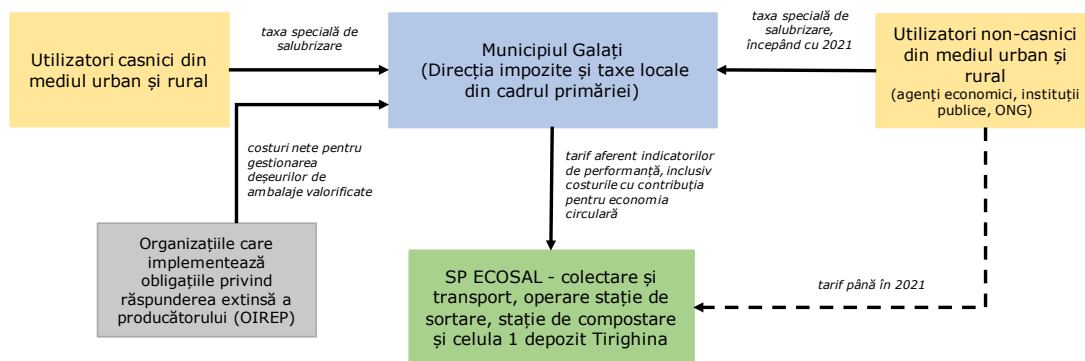 Utilizatori casnici din
mediul urban și rural
taxa specială de
salubrizare
Municipiul Galați
(Direcția impozite și taxe locale
din cadrul primăriei)
taxa specială de
salubrizare,
începând cu 2021
Utilizatori non-casnici
din mediul urban și
rural
(agenți economici, instituții
publice, ONG)
costuri nete pentru
gestionarea
deșeurilor de
ambalaje valorificate
tarif aferent indicatorilor
de performanță, inclusiv
costurile cu contribuția
pentru economia
circulară
Organizațiile care
implementează
obligațiile privind
răspunderea extinsă a
producătorului (OIREP)
SP ECOSAL - colectare și
transport, operare stație de
sortare, stație de compostare
și celula 1 depozit Tirighina
tarif până în 2021